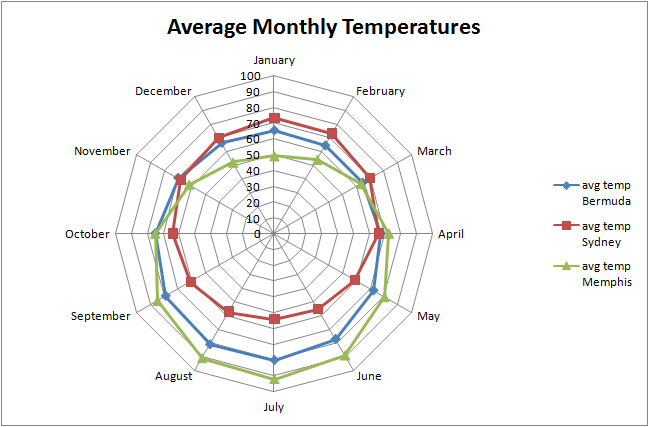 Average Monthly Temperatures
January
February
March
April
May
June
July
August
September
October
November
December
100
90
80
70
60
50
40
30
20
10
0
avg temp
Bermuda
avg temp
Sydney
avg temp
Memphis